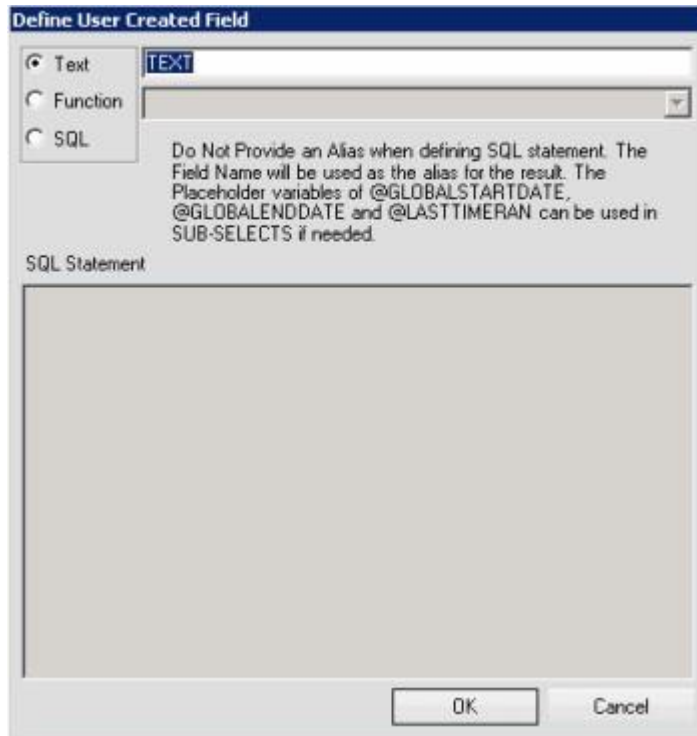 Define User Created Field
Text
TEXT
Function
SQL
Do Not Provide an Alias when defining SQL statement. The
Field Name will be used as the alias for the result. The
Placeholder variables of @GLOBALSTARTDATE,
@GLOBALENDDATE and @LASTTIMERAN can be used in
SUB-SELECTS if needed.
SQL Statement
OK
Cancel